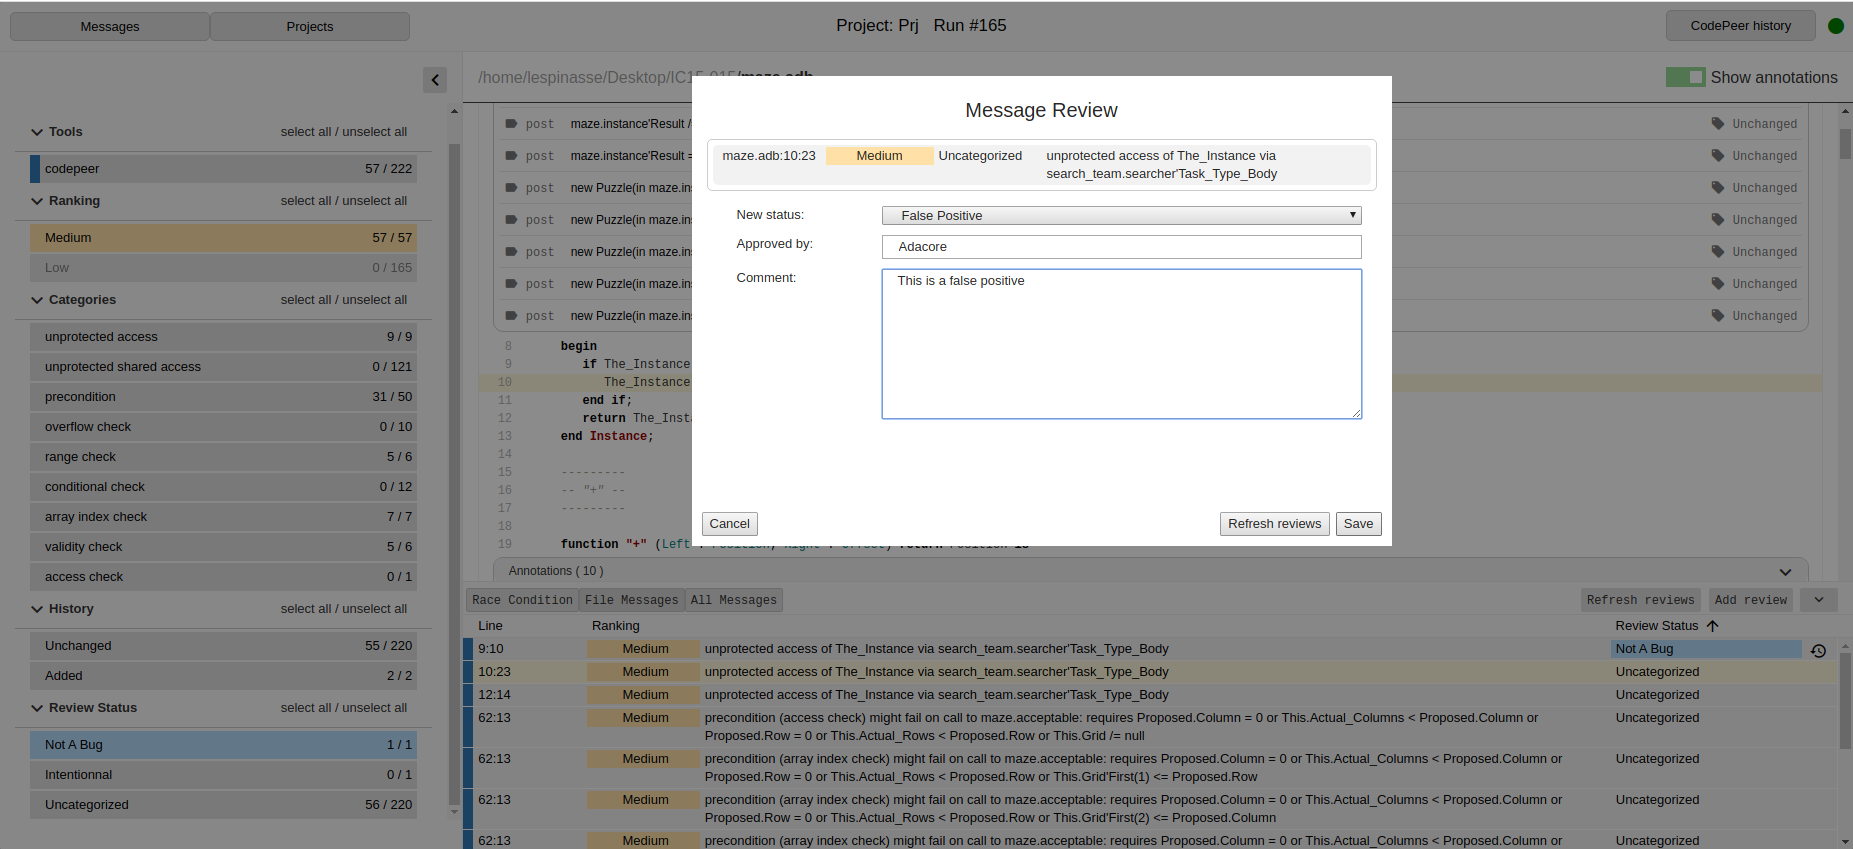 Messages
Projects
Project: Prj Run #165
CodePeer history
/home/lespinasse/Desktop/IC15-015/maze.adb
Show annotations
Tools
select all / unselect all
codepeer
57 / 222
Ranking
select all / unselect all
Medium
57 / 57
Low
0 / 165
Categories
select all / unselect all
unprotected access
9 / 9
unprotected shared access
0 / 121
precondition
31 / 50
overflow check
0 / 10
range check
5 / 6
conditional check
0 / 12
array index check
7 / 7
validity check
5 / 6
access check
0 / 1
History
select all / unselect all
Unchanged
55 / 220
Added
2 / 2
Review Status
select all / unselect all
Not A Bug
1 / 1
Intentionnal
0 / 1
Uncategorized
56 / 220
post maze.instance'Result /
Unchanged
post maze.instance'Result =
Unchanged
post new Puzzle(in maze.ins
Unchanged
post new Puzzle(in maze.ins
Unchanged
post new Puzzle(in maze.ins
Unchanged
post new Puzzle(in maze.ins
Unchanged
post new Puzzle(in maze.ins
Unchanged
8 begin
9 if The_Instance
10 The_Instance
11 end if;
12 return The_Insta
13 end Instance;
14
15 ---------
16 -- "+" --
17 ---------
18
19 function "+" (Left : Position; Right : Offset) return Position is
Annotations ( 10 )
Message Review
maze.adb:10:23 Medium Uncategorized unprotected access of The_Instance via
search_team.searcher'Task_Type_Body
New status: False Positive
Approved by: Adacore
Comment: This is a false positive
Cancel
Refresh reviews
Save
Race Condition
File Messages
All Messages
Refresh reviews
Add review
Line Ranking Review Status
9:10 Medium unprotected access of The_Instance via search_team.searcher'Task_Type_Body Not A Bug
10:23 Medium unprotected access of The_Instance via search_team.searcher'Task_Type_Body Uncategorized
12:14 Medium unprotected access of The_Instance via search_team.searcher'Task_Type_Body Uncategorized
62:13 Medium precondition (access check) might fail on call to maze.acceptable: requires Proposed.Column = 0 or This.Actual_Columns < Proposed.Column or Uncategorized
Proposed.Row = 0 or This.Actual_Rows < Proposed.Row or This.Grid /= null
62:13 Medium precondition (array index check) might fail on call to maze.acceptable: requires Proposed.Column = 0 or This.Actual_Columns < Proposed.Column or Uncategorized
Proposed.Row = 0 or This.Actual_Rows < Proposed.Row or This.Grid'First(1) <= Proposed.Row
62:13 Medium precondition (array index check) might fail on call to maze.acceptable: requires Proposed.Column = 0 or This.Actual_Columns < Proposed.Column or Uncategorized
Proposed.Row = 0 or This.Actual_Rows < Proposed.Row or This.Grid'First(2) <= Proposed.Column
62:13 Medium precondition (array index check) might fail on call to maze.acceptable: requires Proposed.Column = 0 or This.Actual_Columns < Proposed.Column or Uncategorized